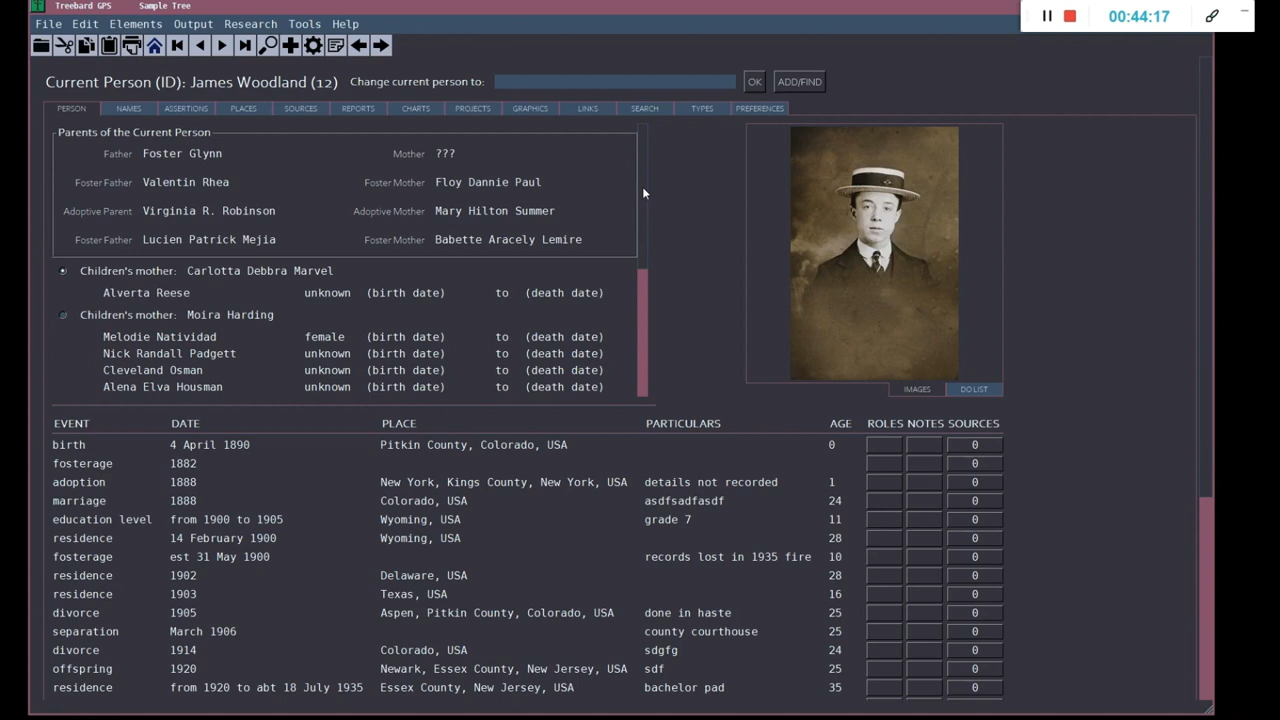 Treebard GPS Sample Tree
00:44:17
File Edit Elements Output Research Tools Help
Current Person (ID): James Woodland (12) Change current person to: OK ADD/FIND
PERSON NAMES ASSERTIONS PLACES SOURCES REPORTS CHARTS PROJECTS GRAPHICS LINKS SEARCH TYPES PREFERENCES
Parents of the Current Person
Father Foster Glynn Mother ???
Foster Father Valentin Rhea Foster Mother Floy Dannie Paul
Adoptive Parent Virginia R. Robinson Adoptive Mother Mary Hilton Summer
Foster Father Lucien Patrick Mejia Foster Mother Babette Aracely Lemire
Children's mother: Carlotta Debbra Marvel
Alverta Reese unknown (birth date) to (death date)
Children's mother: Moira Harding
Melodie Natividad female (birth date) to (death date)
Nick Randall Padgett unknown (birth date) to (death date)
Cleveland Osman unknown (birth date) to (death date)
Alena Elva Housman unknown (birth date) to (death date)
IMAGES DO LIST
EVENT DATE PLACE PARTICULARS AGE ROLES NOTES SOURCES
birth 4 April 1890 Pitkin County, Colorado, USA 0 0
fosterage 1882 0
adoption 1888 New York, Kings County, New York, USA details not recorded 1 0
marriage 1888 Colorado, USA asdfsadfasdf 24 0
education level from 1900 to 1905 Wyoming, USA grade 7 11 0
residence 14 February 1900 Wyoming, USA 28 0
fosterage est 31 May 1900 records lost in 1935 fire 10 0
residence 1902 Delaware, USA 28 0
residence 1903 Texas, USA 16 0
divorce 1905 Aspen, Pitkin County, Colorado, USA done in haste 25 0
separation March 1906 county courthouse 25 0
divorce 1914 Colorado, USA sdgfg 24 0
offspring 1920 Newark, Essex County, New Jersey, USA sdf 25 0
residence from 1920 to abt 18 July 1935 Essex County, New Jersey, USA bachelor pad 35 0